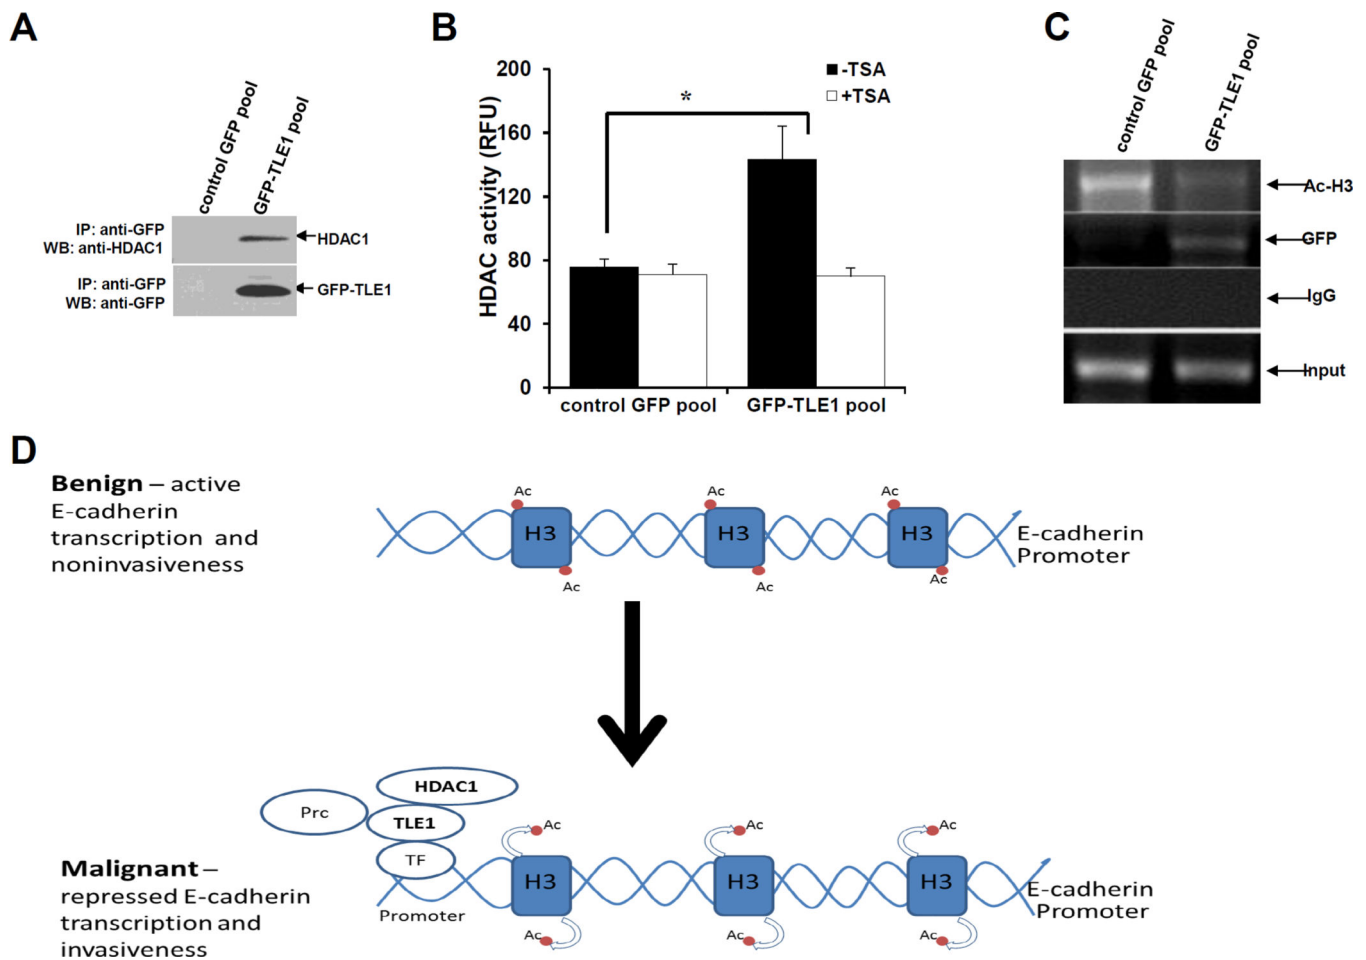 A
control GFP pool
GFP-TLE1 pool
IP: anti-GFP
WB: anti-HDAC1
HDAC1
IP: anti-GFP
WB: anti-GFP
GFP-TLE1
B
HDAC activity (RFU)
200
160
120
80
40
0
*
-TSA
+TSA
control GFP pool
GFP-TLE1 pool
C
control GFP pool
GFP-TLE1 pool
Ac-H3
GFP
IgG
Input
D
Benign – active
E-cadherin
transcription and
noninvasiveness
Ac
Ac
Ac
H3
H3
H3
Ac
Ac
Ac
E-cadherin
Promoter
HDAC1
Prc
TLE1
TF
Promoter
Malignant –
repressed E-cadherin
transcription and
invasiveness
Ac
Ac
Ac
H3
H3
H3
Ac
Ac
Ac
E-cadherin
Promoter